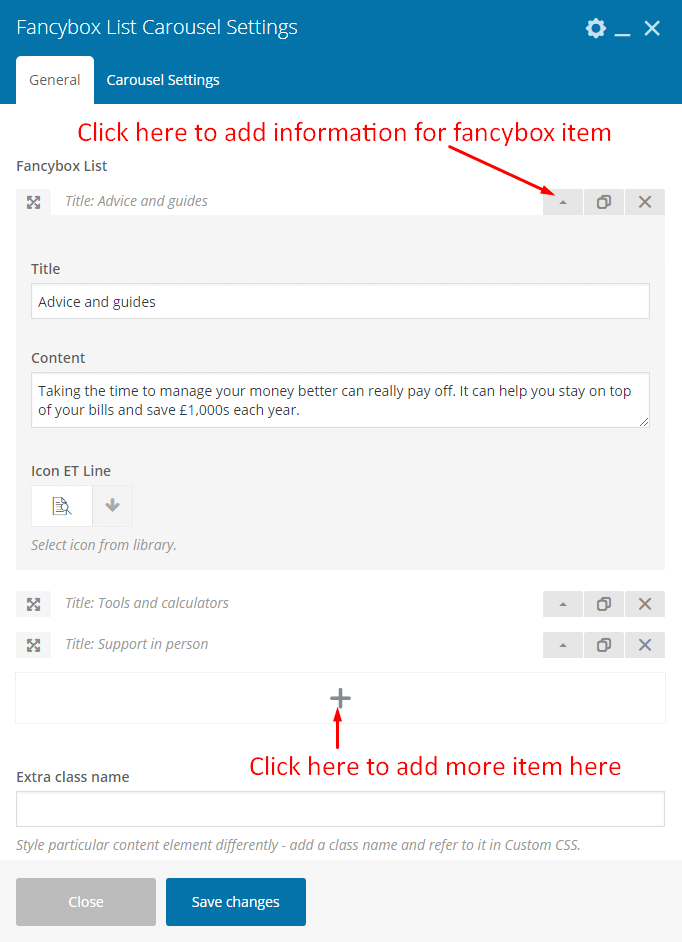 Fancybox List Carousel Settings
General
Carousel Settings
Click here to add information for fancybox item
Fancybox List
Title: Advice and guides
Title
Advice and guides
Content
Taking the time to manage your money better can really pay off. It can help you stay on top
of your bills and save £1,000s each year.
Icon ET Line
Select icon from library.
Title: Tools and calculators
Title: Support in person
Click here to add more item here
Extra class name
Style particular content element differently - add a class name and refer to it in Custom CSS.
Close
Save changes